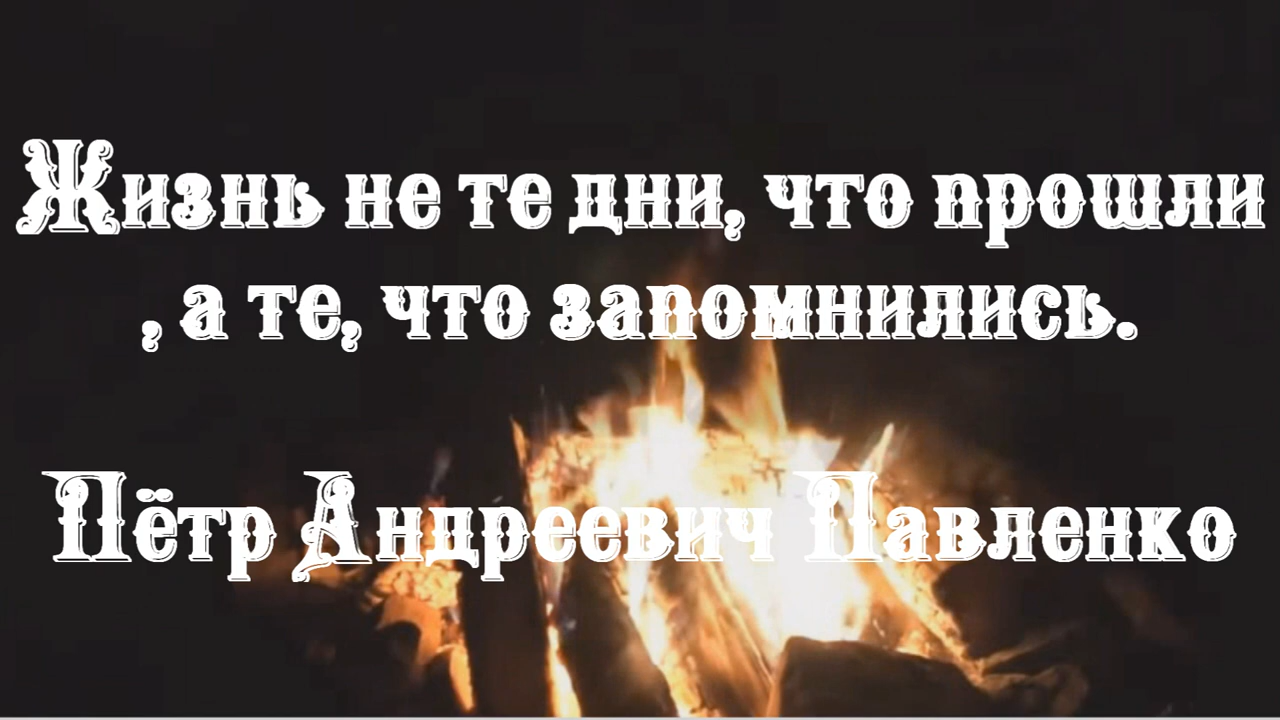 Жизнь не те дни, что прошли
, а те, что запомнились.
Пётр Андреевич Павленко